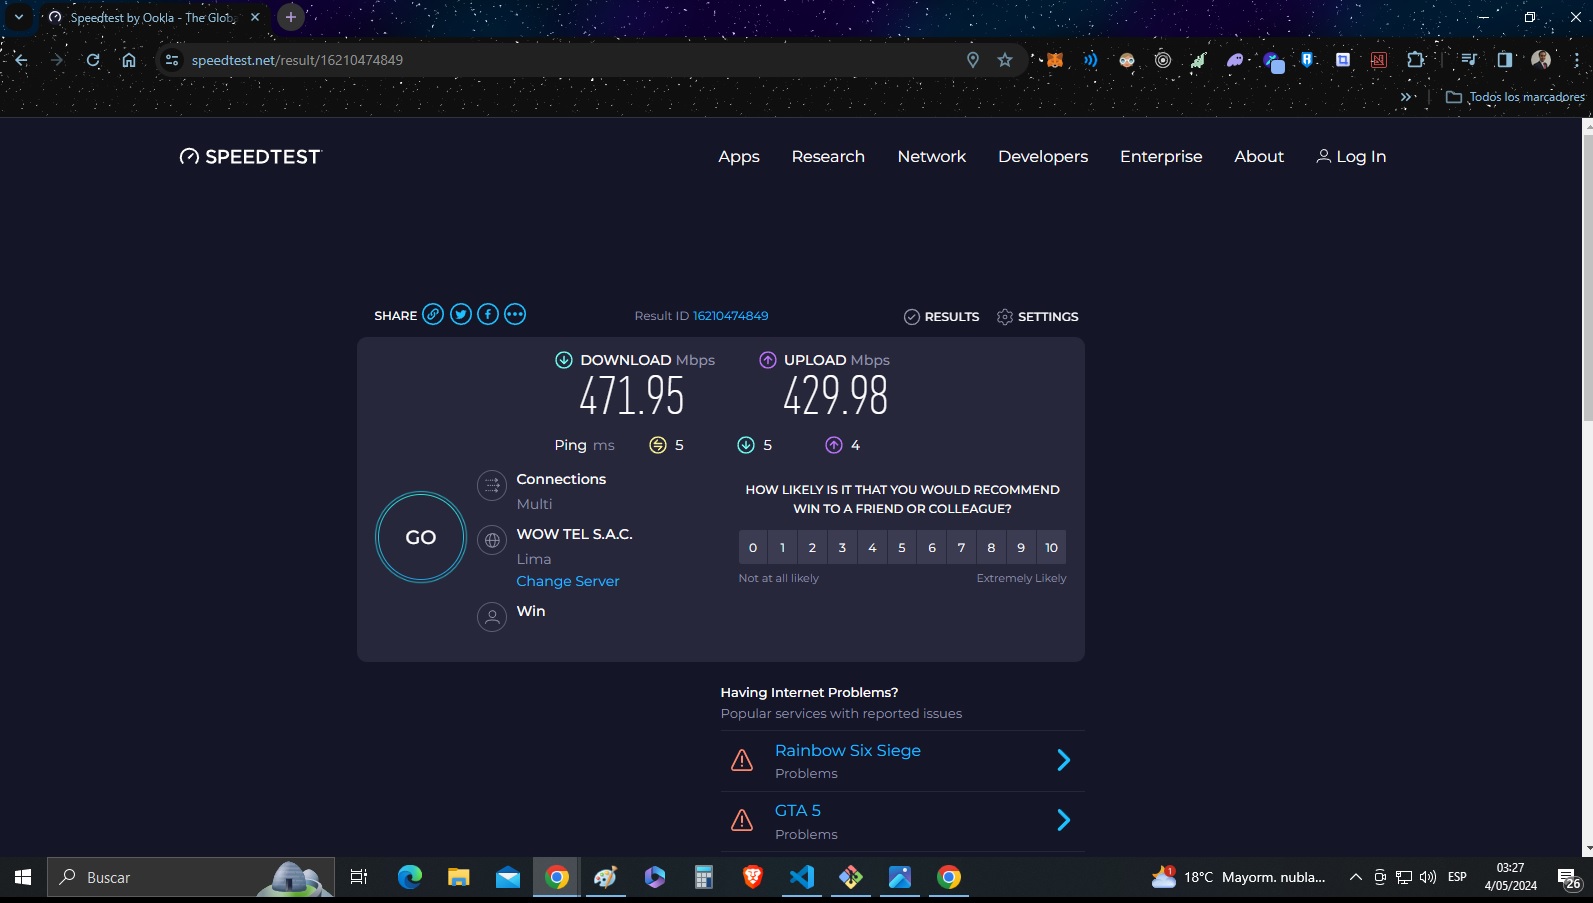 Speedtest by Ookla - The Glob
speedtest.net/result/16210474849
Todos los marcadores
SPEEDTEST
Apps
Research
Network
Developers
Enterprise
About
Log In
SHARE
Result ID 16210474849
RESULTS
SETTINGS
DOWNLOAD Mbps
UPLOAD Mbps
471.95
429.98
Ping ms
5
5
4
Connections
Multi
WOW TEL S.A.C.
Lima
Change Server
Win
GO
HOW LIKELY IS IT THAT YOU WOULD RECOMMEND
WIN TO A FRIEND OR COLLEAGUE?
0 1 2 3 4 5 6 7 8 9 10
Not at all likely
Extremely Likely
Having Internet Problems?
Popular services with reported issues
Rainbow Six Siege
Problems
GTA 5
Problems
Buscar
1
18°C Mayorm. nubla...
ESP
03:27
4/05/2024
26